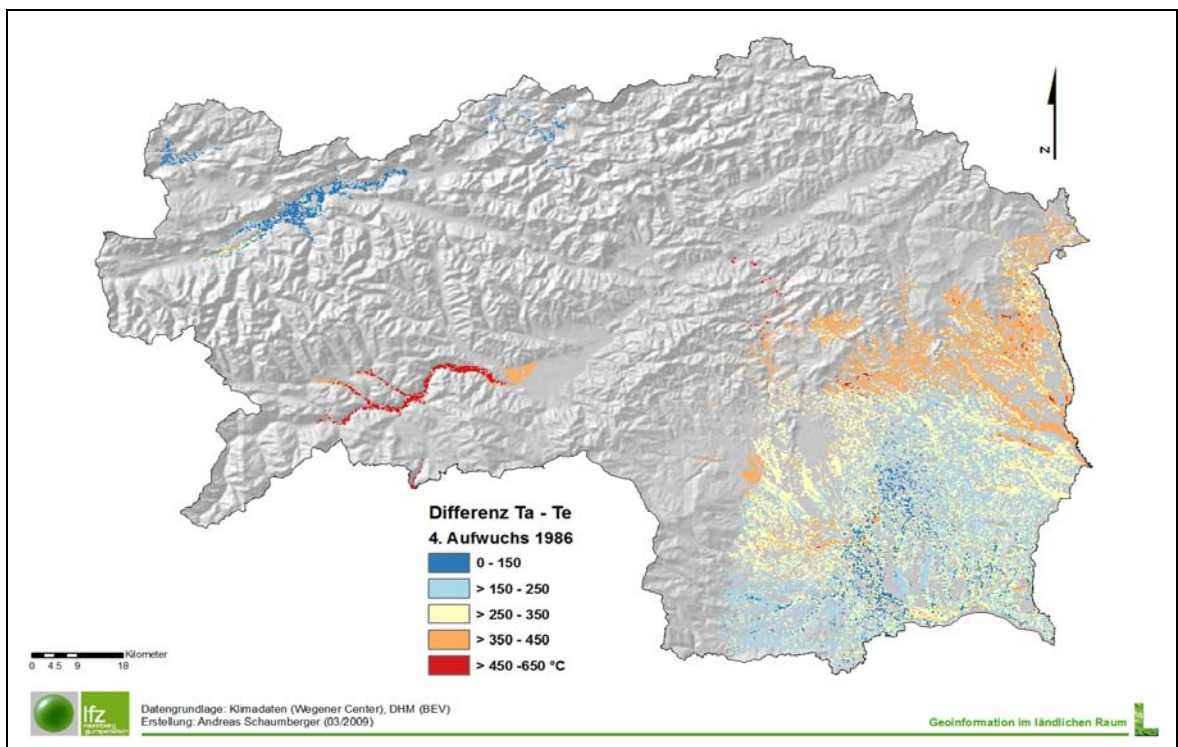 Z
Differenz Ta - Te
4. Aufwuchs 1986
0 - 150
> 150 - 250
> 250 - 350
> 350 - 450
> 450 -650 °C
Kilometer
0 4.5 9 18
lfz
raumberg
gumpenstein
Datengrundlage: Klimadaten (Wegener Center), DHM (BEV)
Erstellung: Andreas Schaumberger (03/2009)
Geoinformation im ländlichen Raum
L